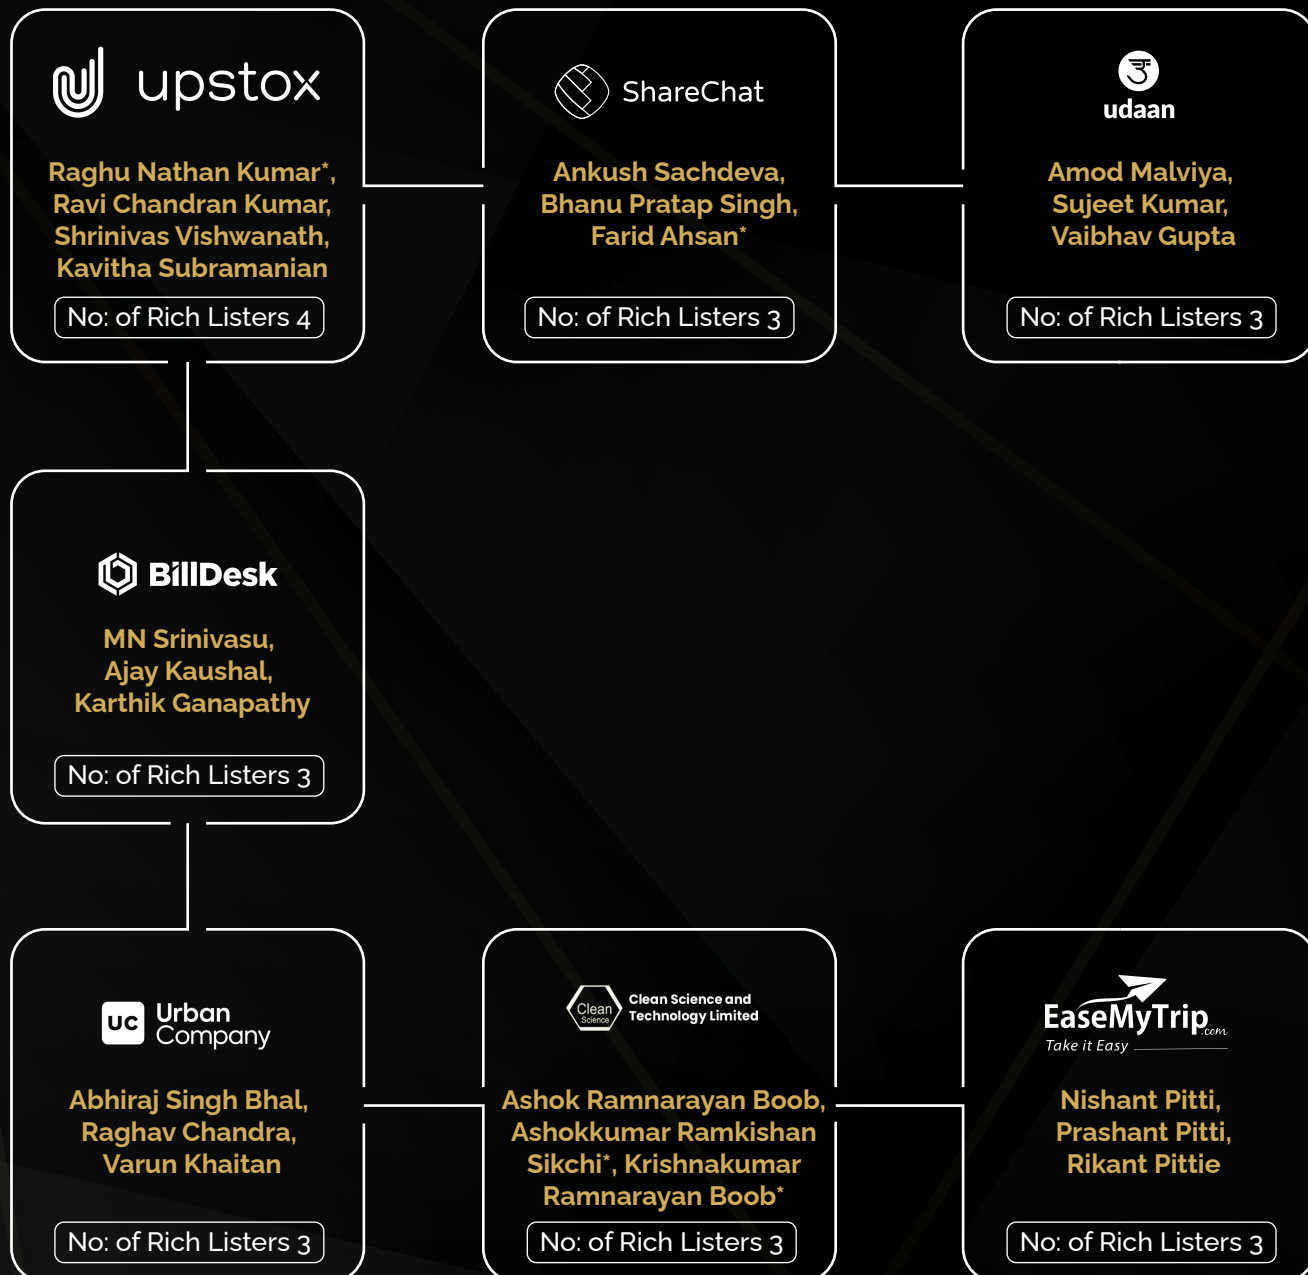 upstox
Raghu Nathan Kumar*,
Ravi Chandran Kumar,
Shrinivas Vishwanath,
Kavitha Subramanian
No: of Rich Listers 4
ShareChat
Ankush Sachdeva,
Bhanu Pratap Singh,
Farid Ahsan*
No: of Rich Listers 3
उ
udaan
Amod Malviya,
Sujeet Kumar,
Vaibhav Gupta
No: of Rich Listers 3
BillDesk
MN Srinivasu,
Ajay Kaushal,
Karthik Ganapathy
No: of Rich Listers 3
UC Urban
Company
Abhiraj Singh Bhal,
Raghav Chandra,
Varun Khaitan
No: of Rich Listers 3
Clean
Science
Clean Science and
Technology Limited
Ashok Ramnarayan Boob,
Ashokkumar Ramkishan
Sikchi*, Krishnakumar
Ramnarayan Boob*
No: of Rich Listers 3
EaseMyTrip.com
Take it Easy
Nishant Pitti,
Prashant Pitti,
Rikant Pittie
No: of Rich Listers 3